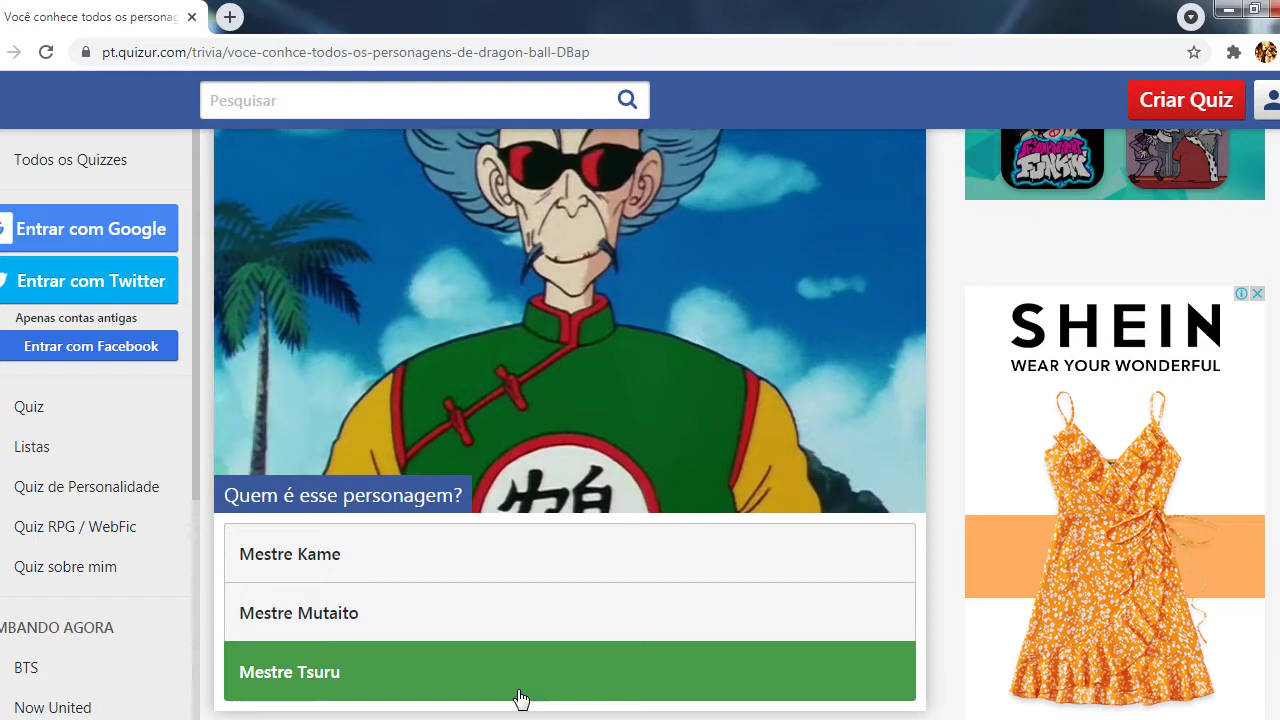 Você conhece todos os personag
pt.quizur.com/trivia/voce-conhce-todos-os-personagens-de-dragon-ball-DBap
Pesquisar
Criar Quiz
Todos os Quizzes
Entrar com Google
Entrar com Twitter
Apenas contas antigas
Entrar com Facebook
Quiz
Listas
Quiz de Personalidade
Quiz RPG / WebFic
Quiz sobre mim
MBANDO AGORA
BTS
Now United
鶴
Quem é esse personagem?
Mestre Kame
Mestre Mutaito
Mestre Tsuru
FUNKIN
SHEIN
WEAR YOUR WONDERFUL